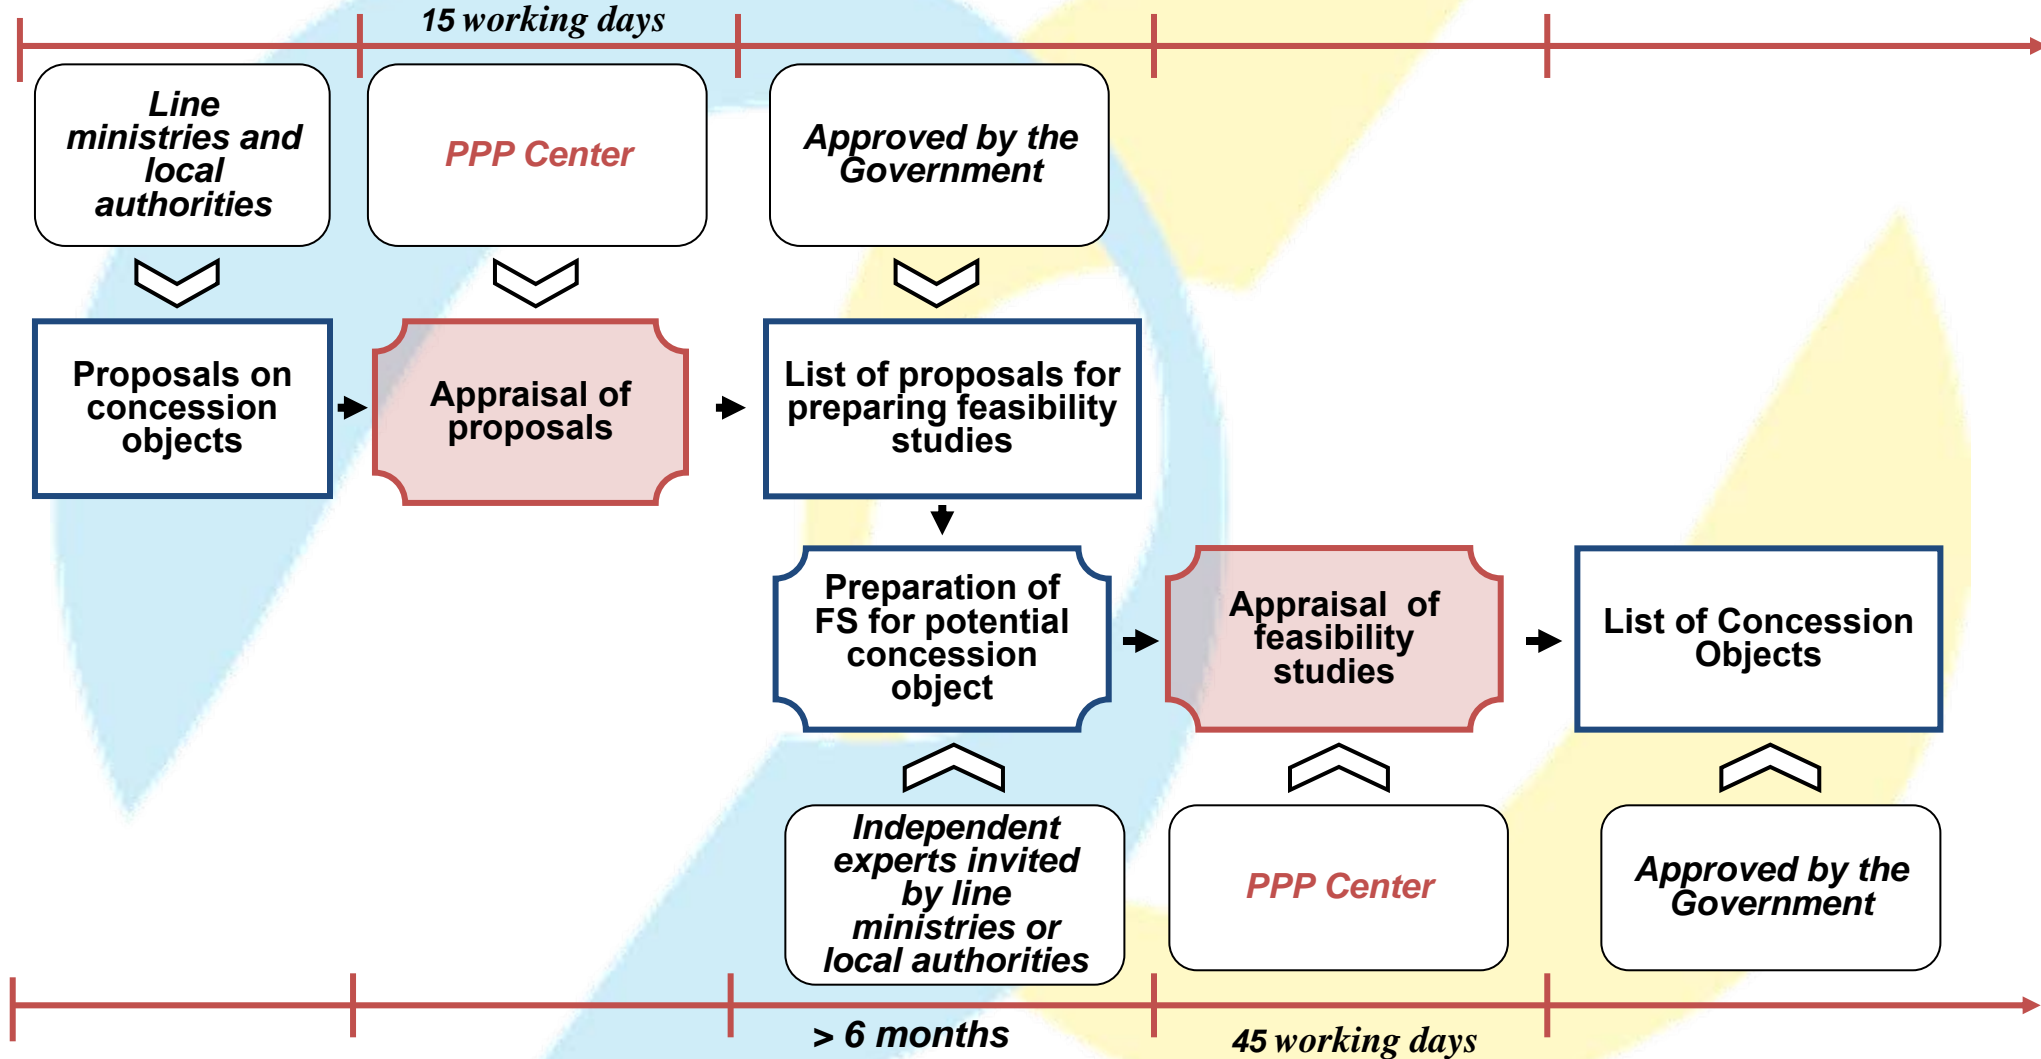 15 working days
Line
ministries and
local
authorities
PPP Center
Approved by the
Government
Proposals on
concession
objects
Appraisal of
proposals
List of proposals for
preparing feasibility
studies
Preparation of
FS for potential
concession
object
Appraisal of
feasibility
studies
List of Concession
Objects
Independent
experts invited
by line
ministries or
local authorities
PPP Center
Approved by the
Government
> 6 months
45 working days